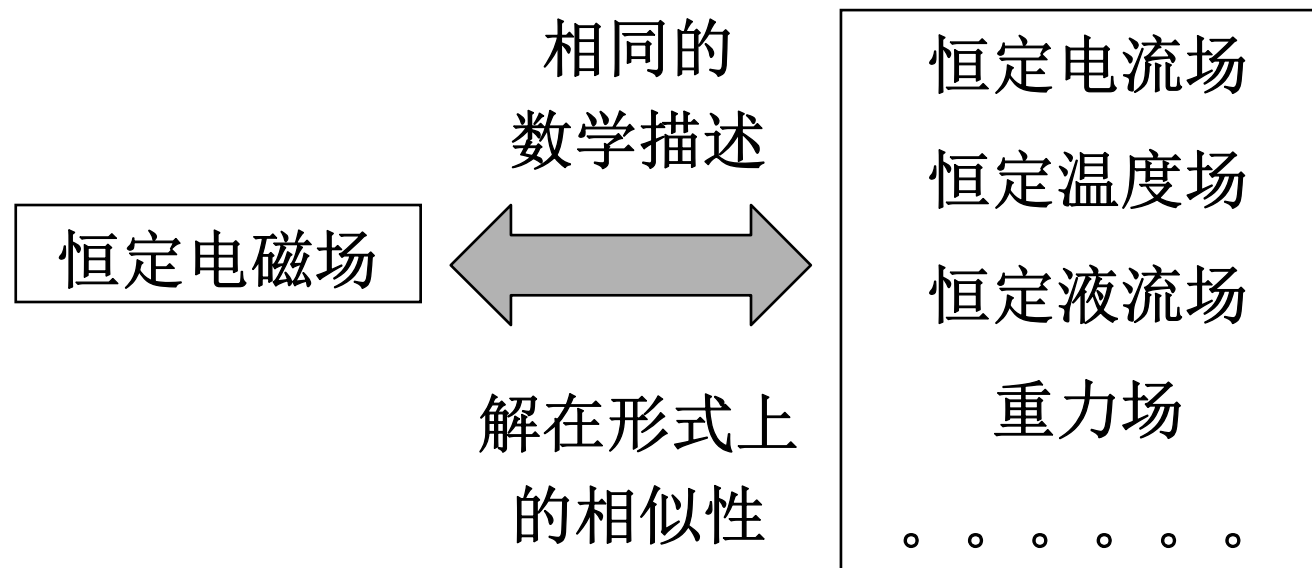 恒定电磁场
相同的
数学描述
解在形式上
的相似性
恒定电流场
恒定温度场
恒定液流场
重力场
。。。。。。